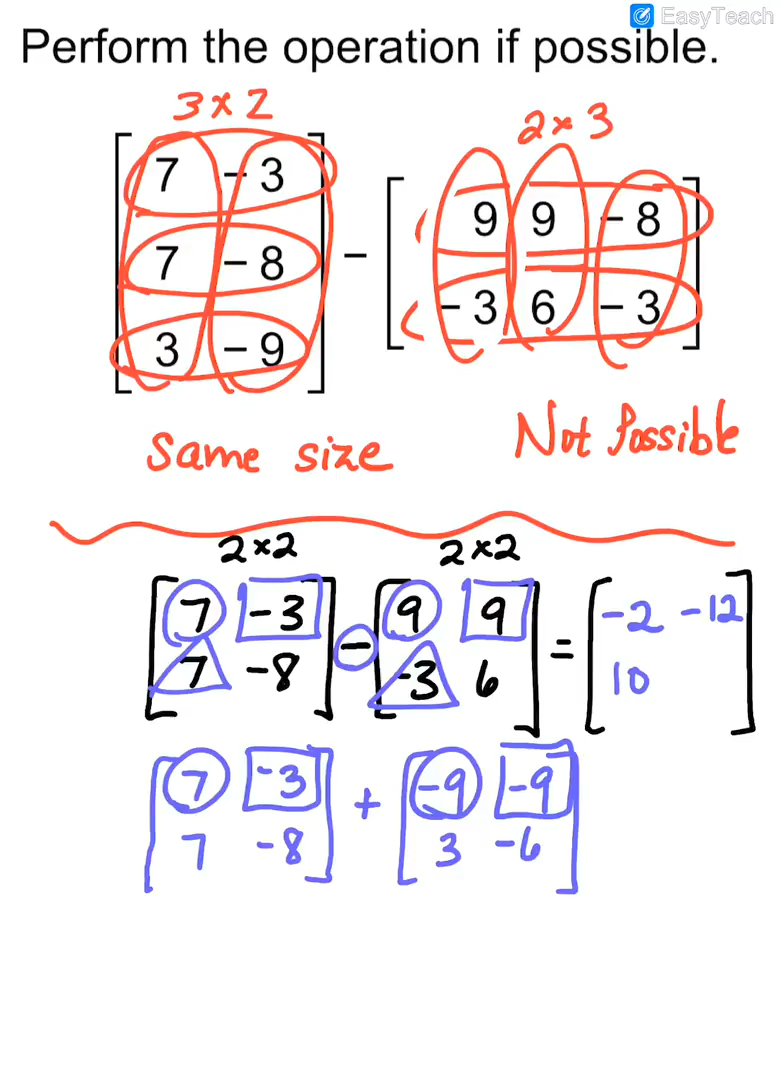 EasyTeach
Perform the operation if possible.
3 × 2
2 × 3
7 - 3
7 - 8
3 - 9
-
9 9 - 8
- 3 6 - 3
Same size
Not Possible
2 × 2
2 × 2
7 -3 - 9 9 = -2 -12
7 -8 -3 6 10
7 -3 + -9 -9
7 -8 3 -6